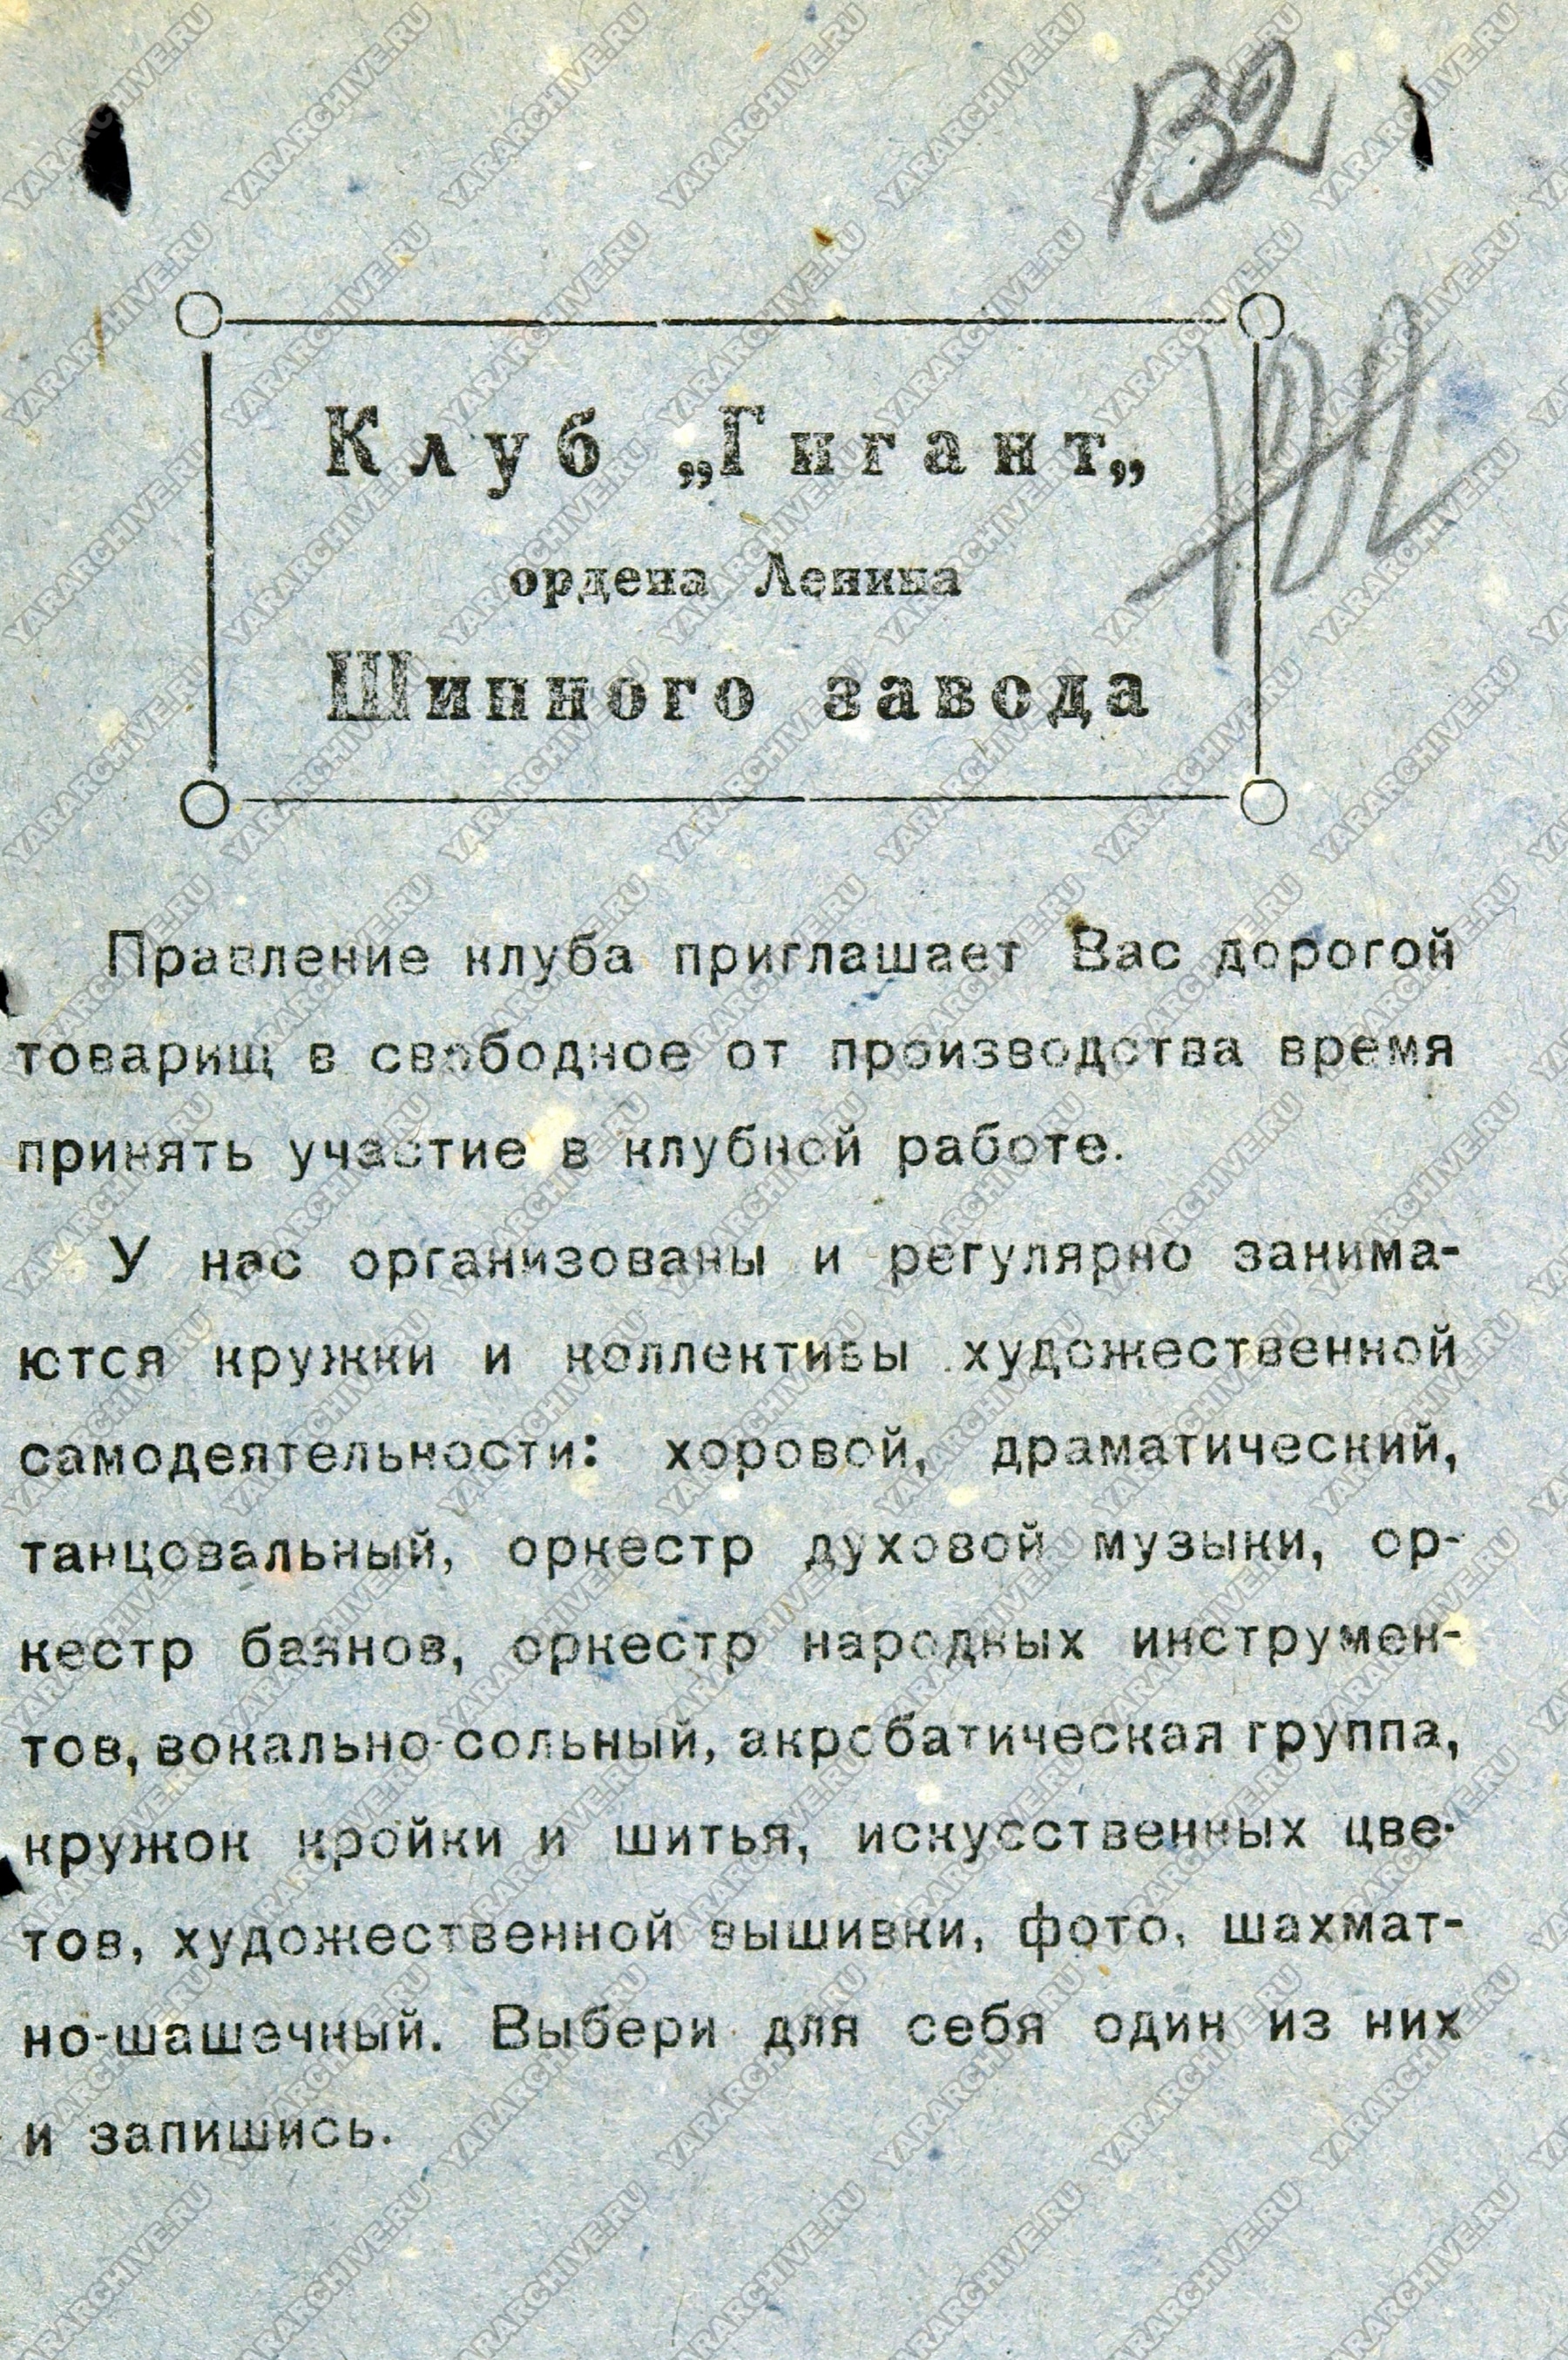 132
Клуб „Гигант„
ордена Ленина
Шинного завода
Правление клуба приглашает Вас дорогой
товарищ в свободное от производства время
принять участие в клубной работе.
У нас организованы и регулярно занима-
ются кружки и коллективы художественной
самодеятельности: хоровой, драматический,
танцовальный, оркестр духовой музыки, ор-
кестр баянов, оркестр народных инструмен-
тов, вокально-сольный, акробатическая группа,
кружок кройки и шитья, искусственных цве-
тов, художественной вышивки, фото, шахмат-
но-шашечный. Выбери для себя один из них
и запишись.
YARARCHIVE.RU